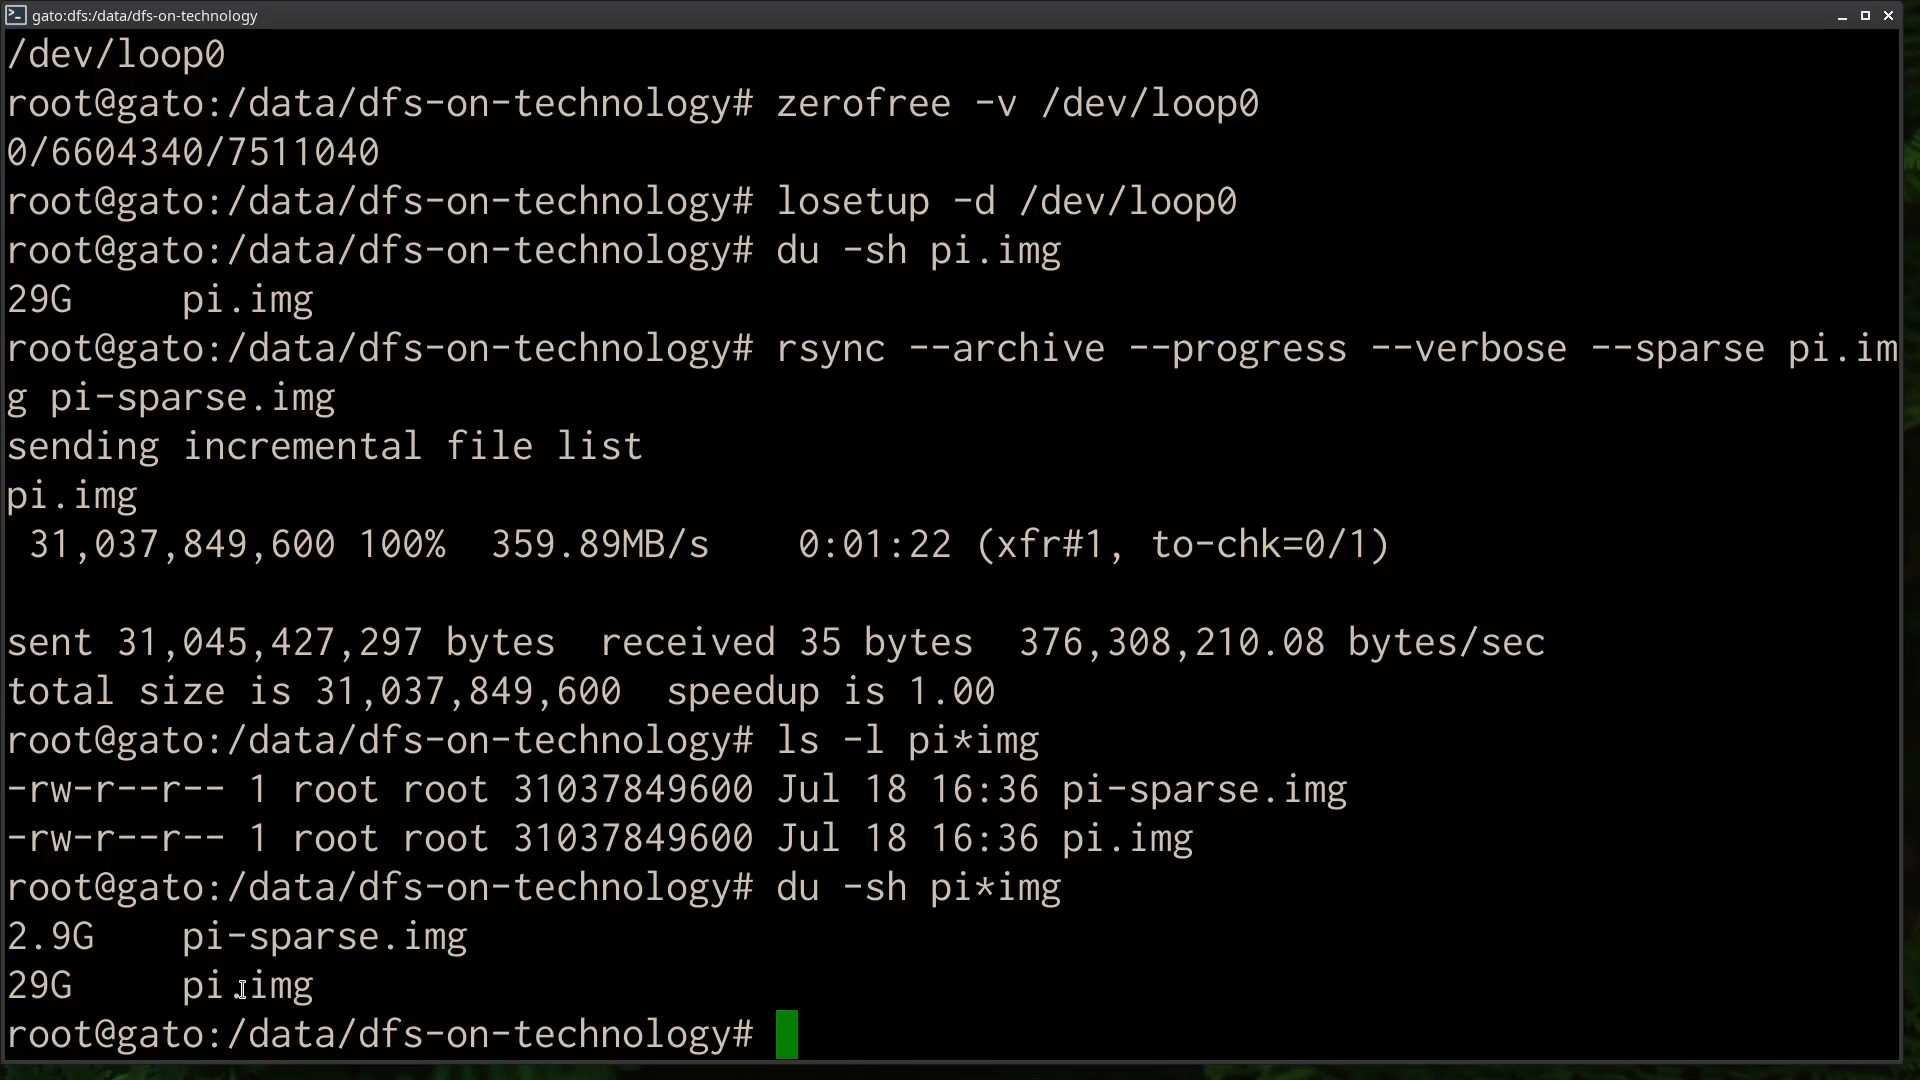 gato:dfs:/data/dfs-on-technology
/dev/loop0
root@gato:/data/dfs-on-technology# zerofree -v /dev/loop0
0/6604340/7511040
root@gato:/data/dfs-on-technology# losetup -d /dev/loop0
root@gato:/data/dfs-on-technology# du -sh pi.img
29G     pi.img
root@gato:/data/dfs-on-technology# rsync --archive --progress --verbose --sparse pi.im
g pi-sparse.img
sending incremental file list
pi.img
 31,037,849,600 100%  359.89MB/s    0:01:22 (xfr#1, to-chk=0/1)
sent 31,045,427,297 bytes  received 35 bytes  376,308,210.08 bytes/sec
total size is 31,037,849,600  speedup is 1.00
root@gato:/data/dfs-on-technology# ls -l pi*img
-rw-r--r-- 1 root root 31037849600 Jul 18 16:36 pi-sparse.img
-rw-r--r-- 1 root root 31037849600 Jul 18 16:36 pi.img
root@gato:/data/dfs-on-technology# du -sh pi*img
2.9G    pi-sparse.img
29G     pi.img
root@gato:/data/dfs-on-technology#